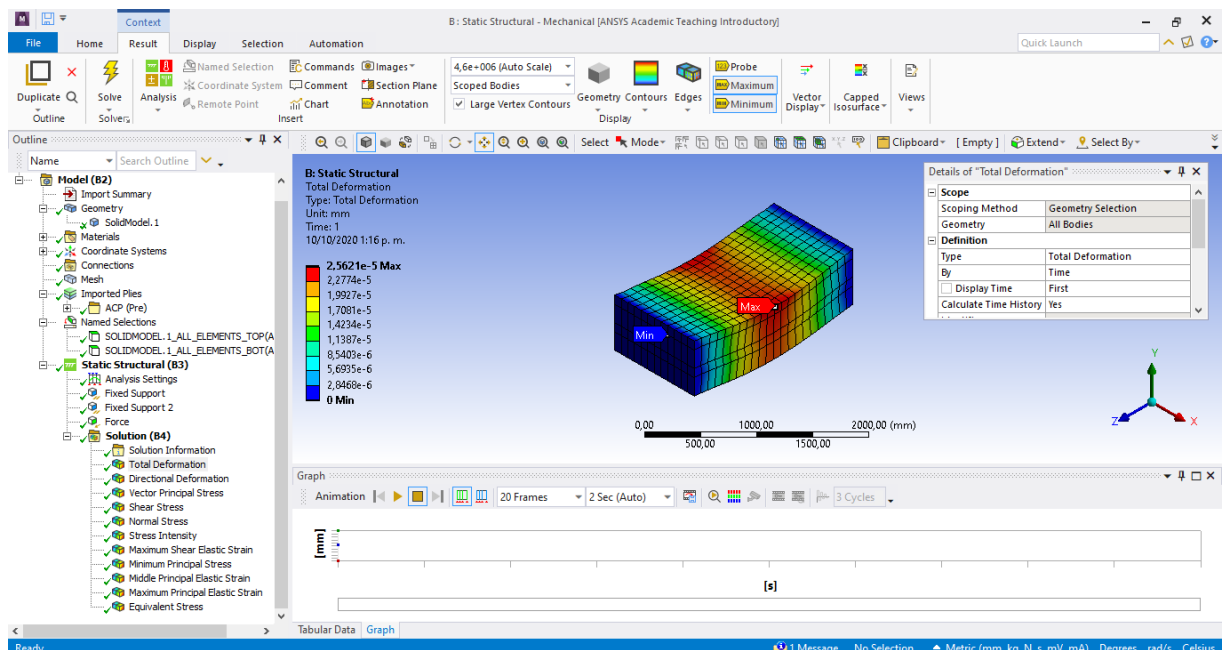 Context
B : Static Structural - Mechanical [ANSYS Academic Teaching Introductory]
File Home Result Display Selection Automation
Quick Launch
Duplicate
Outline
Solve
Solvers
Analysis
Named Selection
Coordinate System
Remote Point
Commands
Comment
Chart
Images
Section Plane
Annotation
Insert
4,6e+006 (Auto Scale)
Scoped Bodies
Large Vertex Contours
Geometry Contours Edges
Probe
Maximum
Minimum
Vector Display
Capped Isosurface
Views
Display
Outline
Name Search Outline
Select Mode Clipboard [ Empty ] Extend Select By
Model (B2)
Import Summary
Geometry
SolidModel.1
Materials
Coordinate Systems
Connections
Mesh
Imported Plies
ACP (Pre)
Named Selections
SOLIDMODEL.1_ALL_ELEMENTS_TOP(A
SOLIDMODEL.1_ALL_ELEMENTS_BOT(A
Static Structural (B3)
Analysis Settings
Fixed Support
Fixed Support 2
Force
Solution (B4)
Solution Information
Total Deformation
Directional Deformation
Vector Principal Stress
Shear Stress
Normal Stress
Stress Intensity
Maximum Shear Elastic Strain
Minimum Principal Stress
Middle Principal Elastic Strain
Maximum Principal Elastic Strain
Equivalent Stress
B: Static Structural
Total Deformation
Type: Total Deformation
Unit: mm
Time: 1
10/10/2020 1:16 p. m.
2,5621e-5 Max
2,2774e-5
1,9927e-5
1,7081e-5
1,4234e-5
1,1387e-5
8,5403e-6
5,6935e-6
2,8468e-6
0 Min
Max
Min
0,00 1000,00 2000,00 (mm)
500,00 1500,00
Y
Z
X
Details of "Total Deformation"
Scope
Scoping Method Geometry Selection
Geometry All Bodies
Definition
Type Total Deformation
By Time
Display Time First
Calculate Time History Yes
Graph
Animation 20 Frames 2 Sec (Auto) 3 Cycles
[mm]
[s]
Tabular Data Graph
Ready
1 Message No Selection Metric (mm, kg, N, s, mV, mA) Degrees rad/s Celsius